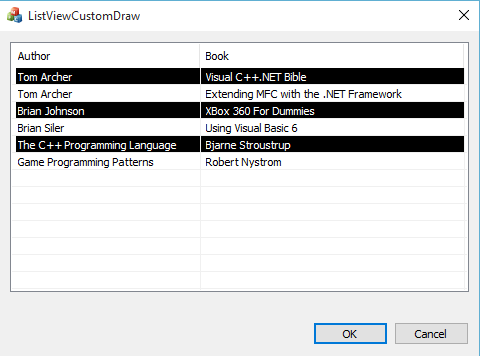 ListViewCustomDraw
Author Book
Tom Archer Visual C++.NET Bible
Tom Archer Extending MFC with the .NET Framework
Brian Johnson XBox 360 For Dummies
Brian Siler Using Visual Basic 6
The C++ Programming Language Bjarne Stroustrup
Game Programming Patterns Robert Nystrom
OK Cancel